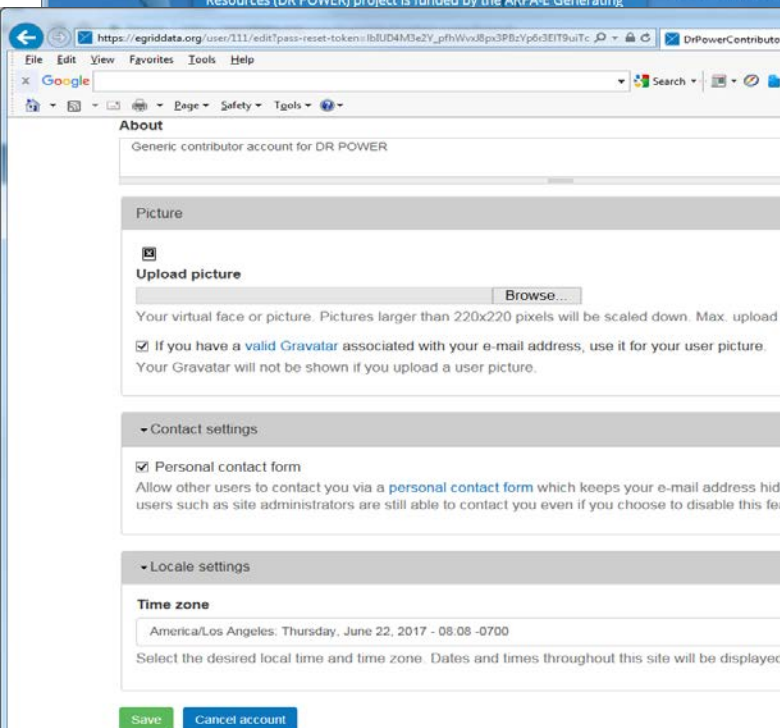 Resources (DR POWER) project is funded by the ARPA-E Generating
https://egriddata.org/user/111/edit?pass-reset-token=
DrPowerContributo
File Edit View Favorites Tools Help
x Google Search
Page Safety Tools
About
Generic contributor account for DR POWER
Picture
Upload picture
Browse...
Your virtual face or picture. Pictures larger than 220x220 pixels will be scaled down. Max. upload
If you have a valid Gravatar associated with your e-mail address, use it for your user picture.
Your Gravatar will not be shown if you upload a user picture.
Contact settings
Personal contact form
Allow other users to contact you via a personal contact form which keeps your e-mail address hid
users such as site administrators are still able to contact you even if you choose to disable this fe
Locale settings
Time zone
America/Los Angeles: Thursday, June 22, 2017 - 08:08 -0700
Select the desired local time and time zone. Dates and times throughout this site will be displayed
Save Cancel account